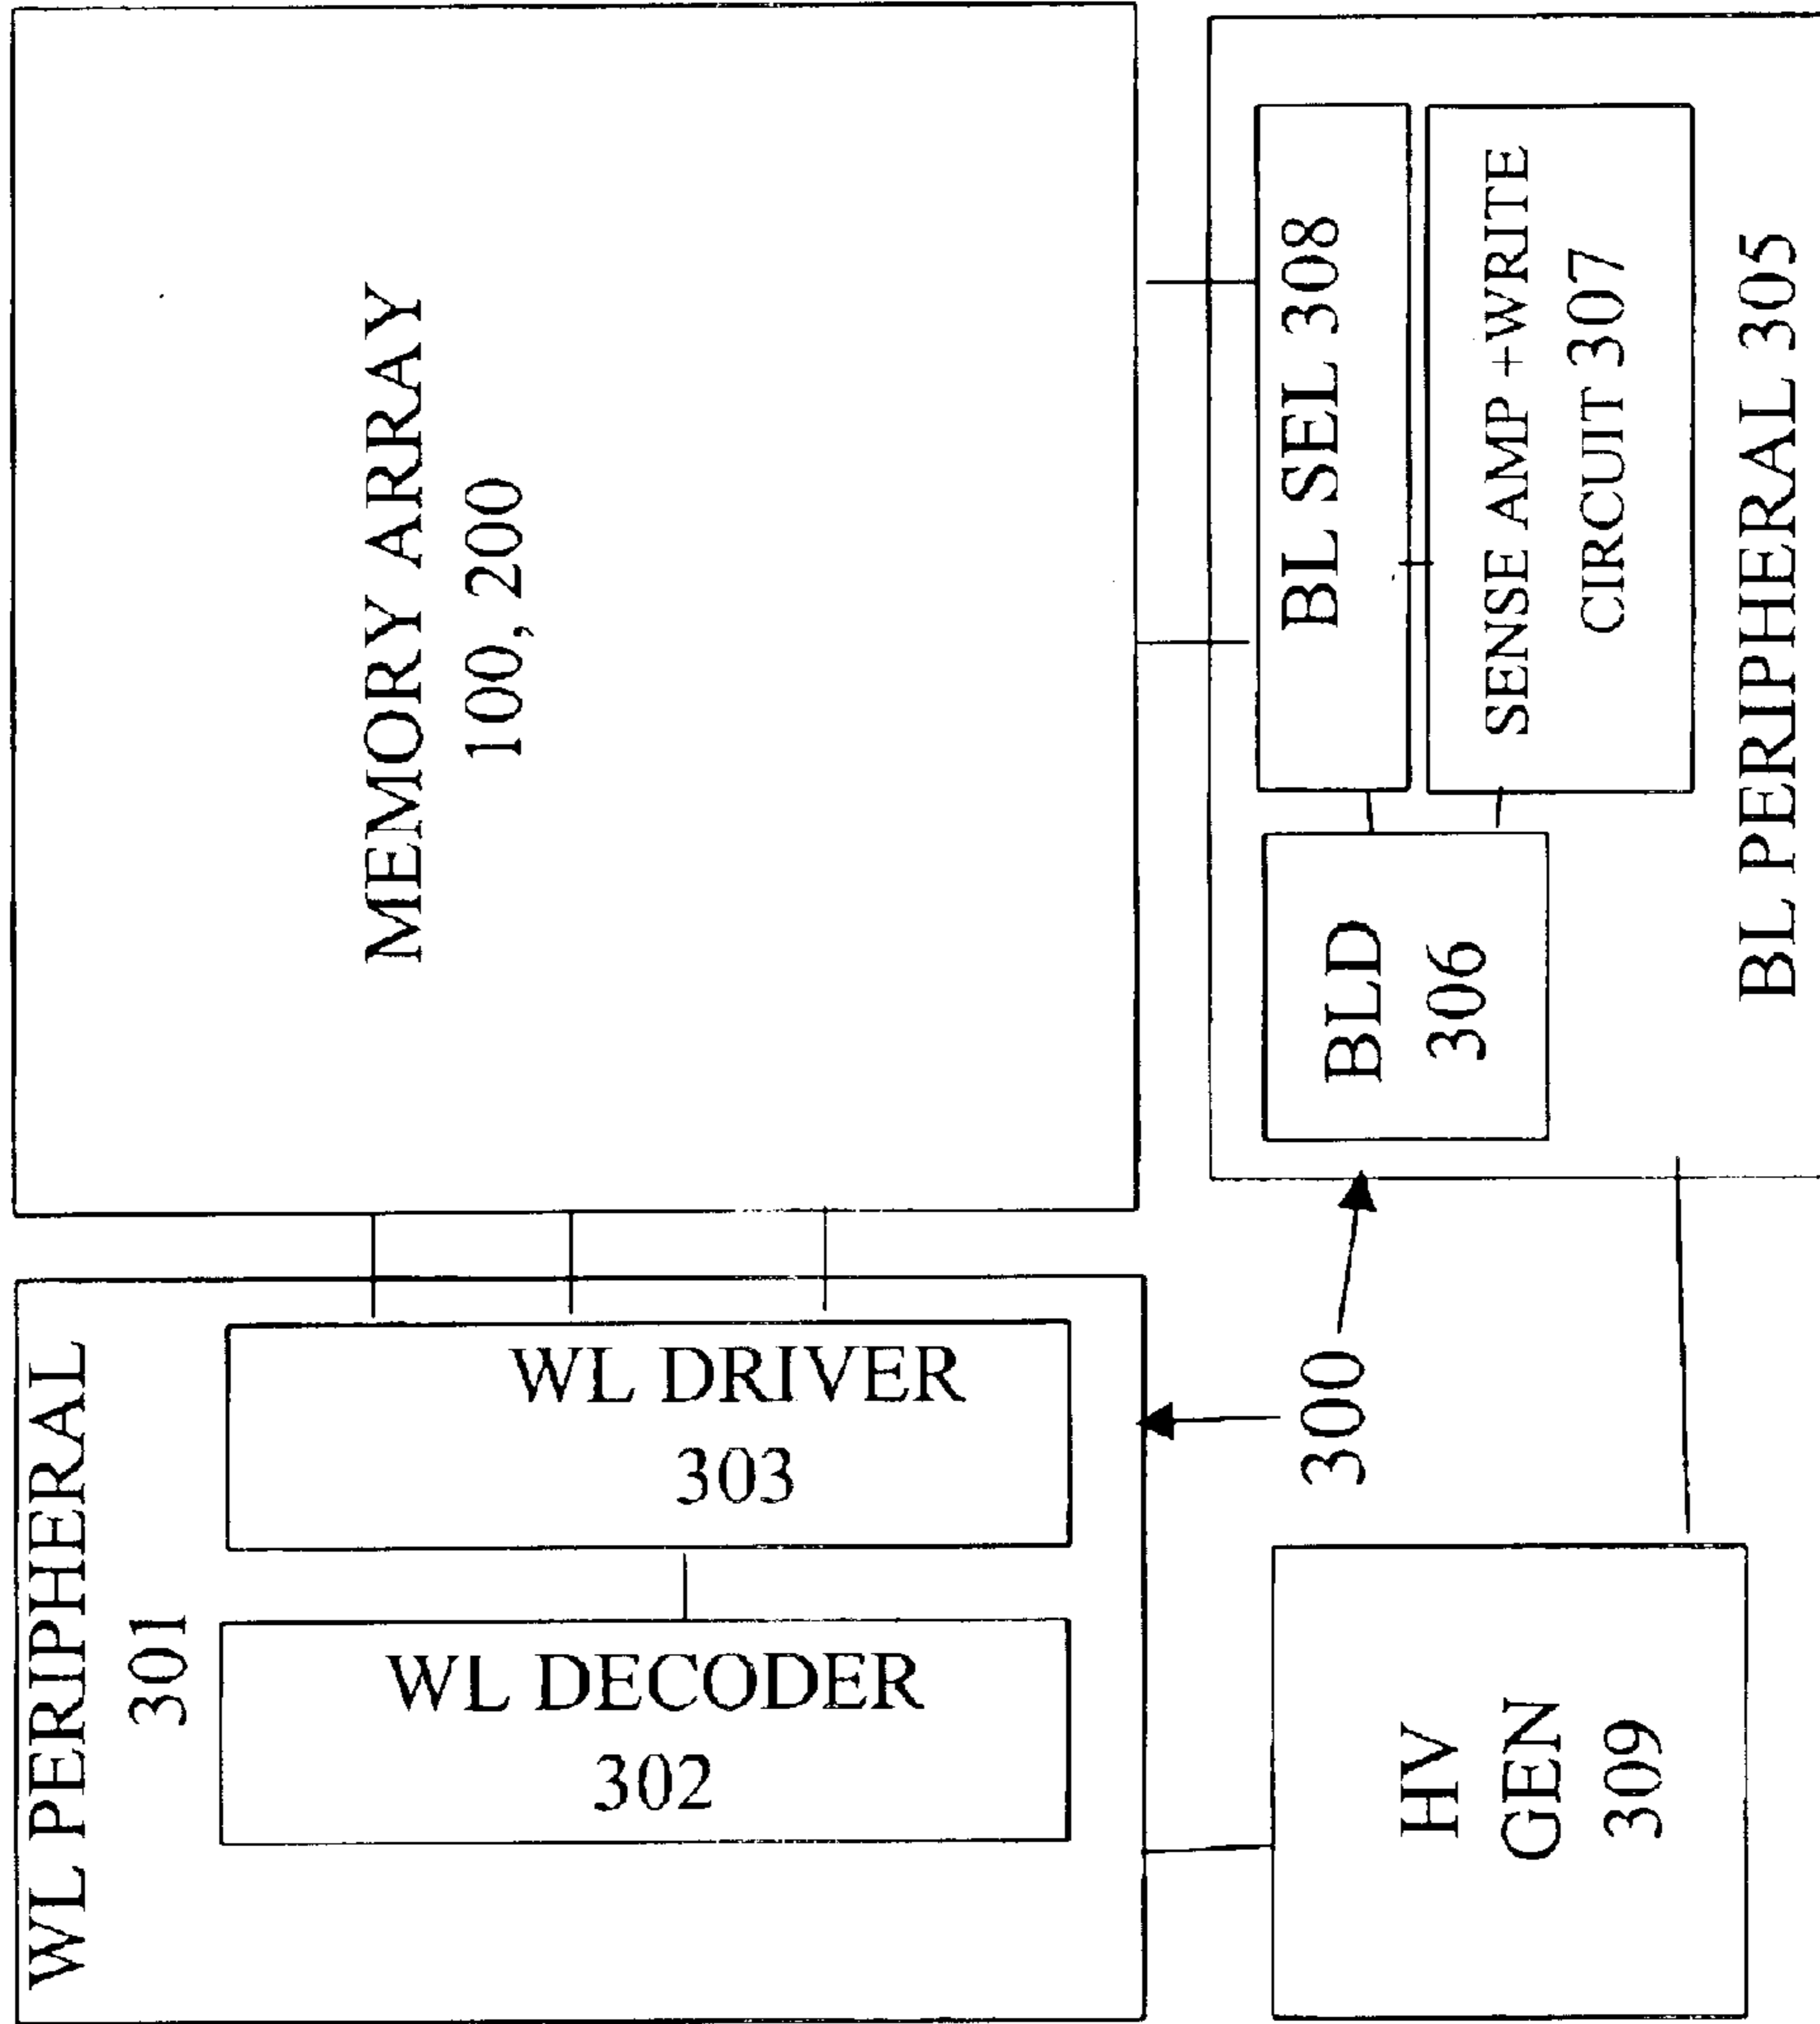 WL PERIPHERAL
301
WL DECODER
302
WL DRIVER
303
MEMORY ARRAY
100, 200
300
HV
GEN
309
BLD
306
BL SEL 308
SENSE AMP +WRITE
CIRCUIT 307
BL PERIPHERAL 305